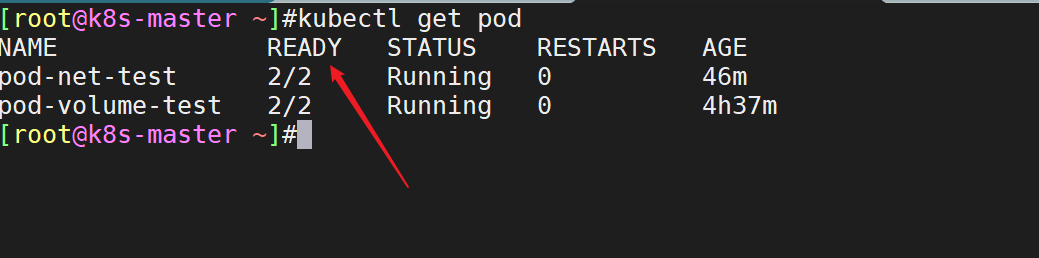 [root@k8s-master ~]#kubectl get pod
NAME READY STATUS RESTARTS AGE
pod-net-test 2/2 Running 0 46m
pod-volume-test 2/2 Running 0 4h37m
[root@k8s-master ~]#